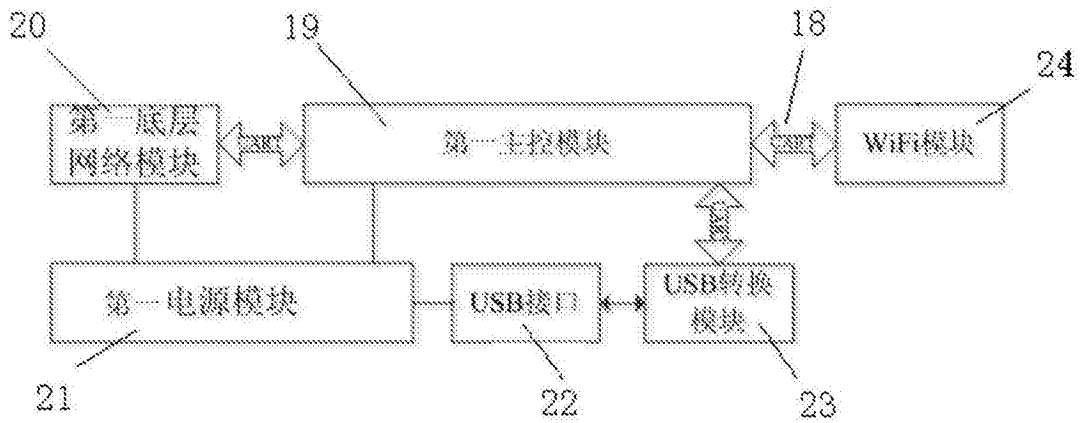 20
19
18
24
第一底层
网络模块
第一主控模块
WiFi模块
第一电源模块
USB接口
USB转换
模块
21
22
23